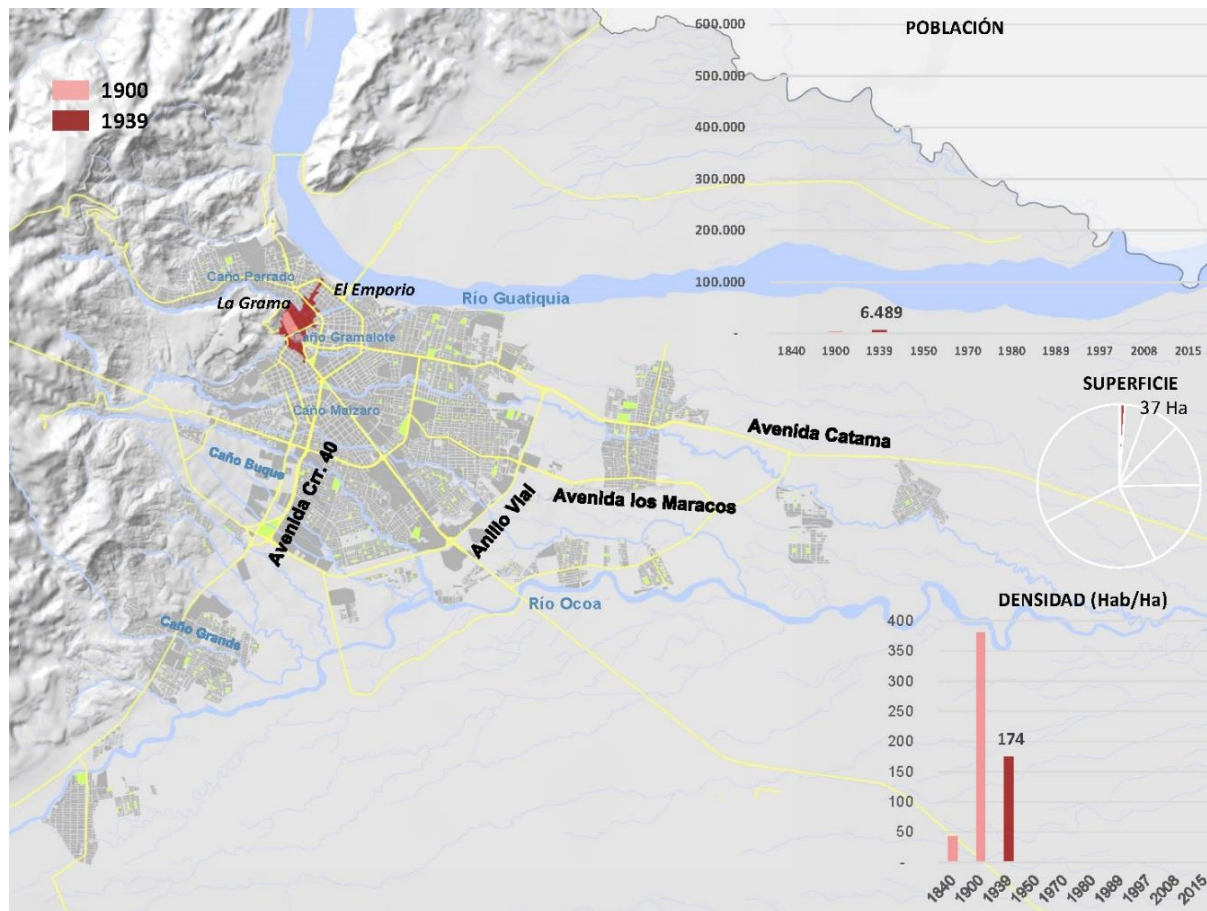 1900
1939
POBLACIÓN
600.000
500.000
400.000
300.000
200.000
100.000
-
6.489
1840 1900 1939 1950 1970 1980 1989 1997 2008 2015
Caño Parrado
La Grama
El Emporio
Río Guatiquia
Caño Gramalote
Caño Maizaro
Caño Buque
Avenida Crr. 40
Anillo Vial
Avenida Catama
Avenida los Maracos
Río Ocoa
Caño Grande
SUPERFICIE
37 Ha
DENSIDAD (Hab/Ha)
400
350
300
250
200
150
100
50
-
174
1840 1900 1939 1950 1970 1980 1989 1997 2008 2015